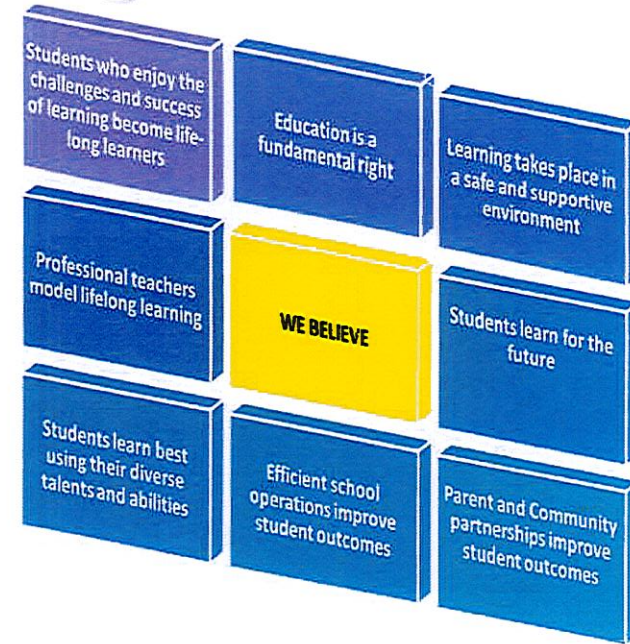 Students who enjoy the
challenges and success
of learning become life-
long learners
Education is a
fundamental right
Learning takes place in
a safe and supportive
environment
Professional teachers
model lifelong learning
WE BELIEVE
Students learn for the
future
Students learn best
using their diverse
talents and abilities
Efficient school
operations improve
student outcomes
Parent and Community
partnerships improve
student outcomes